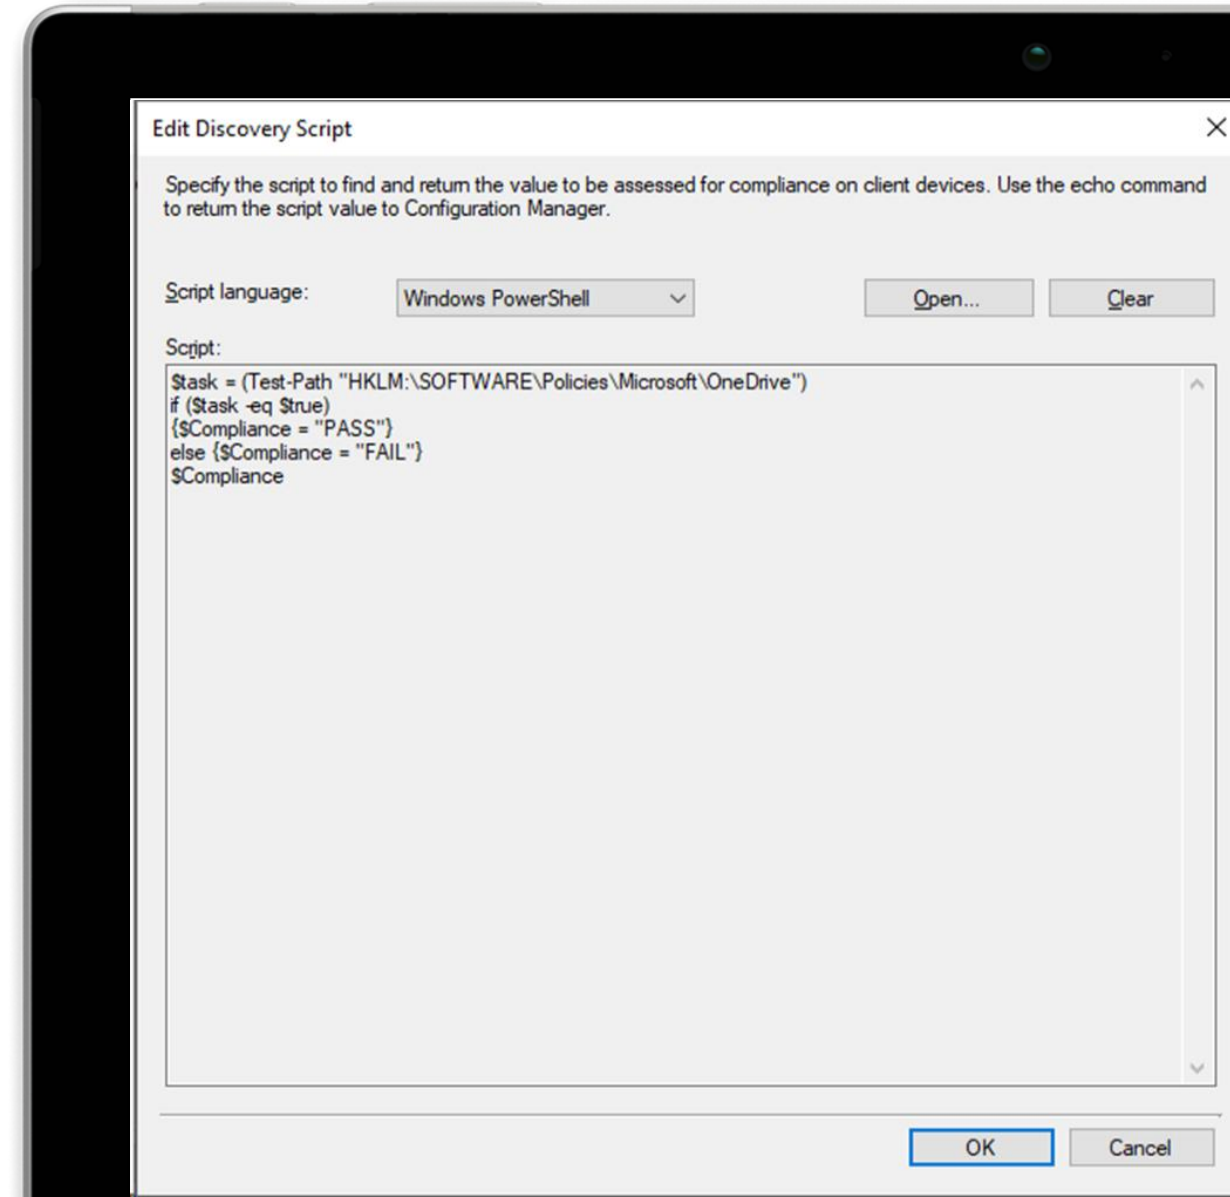 Edit Discovery Script
Specify the script to find and return the value to be assessed for compliance on client devices. Use the echo command
to return the script value to Configuration Manager.
Script language:
Windows PowerShell
Open...
Clear
Script:
$task = (Test-Path "HKLM:\SOFTWARE\Policies\Microsoft\OneDrive")
if ($task -eq $true)
{$Compliance = "PASS"}
else {$Compliance = "FAIL"}
$Compliance
OK
Cancel